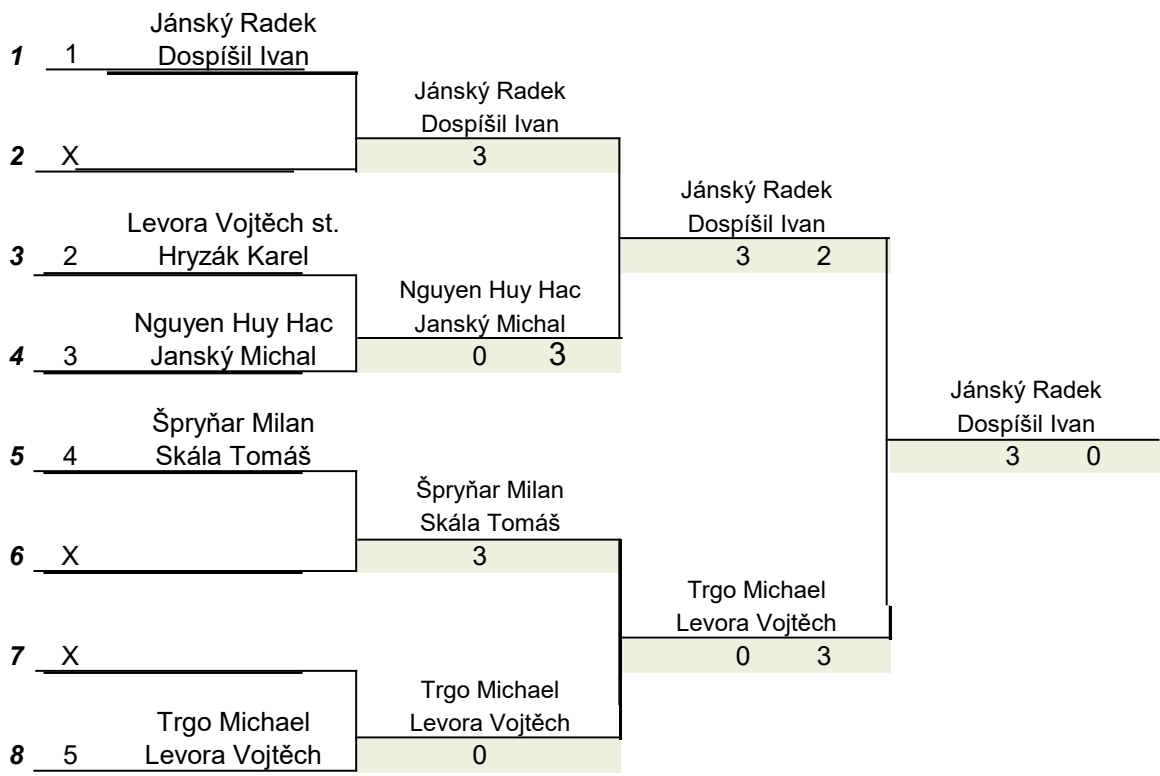 Jánský Radek
1 1 Dospíšil Ivan
Jánský Radek
Dospíšil Ivan
2 X 3
Jánský Radek
Levora Vojtěch st. Dospíšil Ivan
3 2 Hryzák Karel 3 2
Nguyen Huy Hac
Nguyen Huy Hac Janský Michal
4 3 Janský Michal 0 3
Jánský Radek
Špryňar Milan Dospíšil Ivan
5 4 Skála Tomáš 3 0
Špryňar Milan
Skála Tomáš
6 X 3
Trgo Michael
Levora Vojtěch
7 X 0 3
Trgo Michael
Trgo Michael Levora Vojtěch
8 5 Levora Vojtěch 0